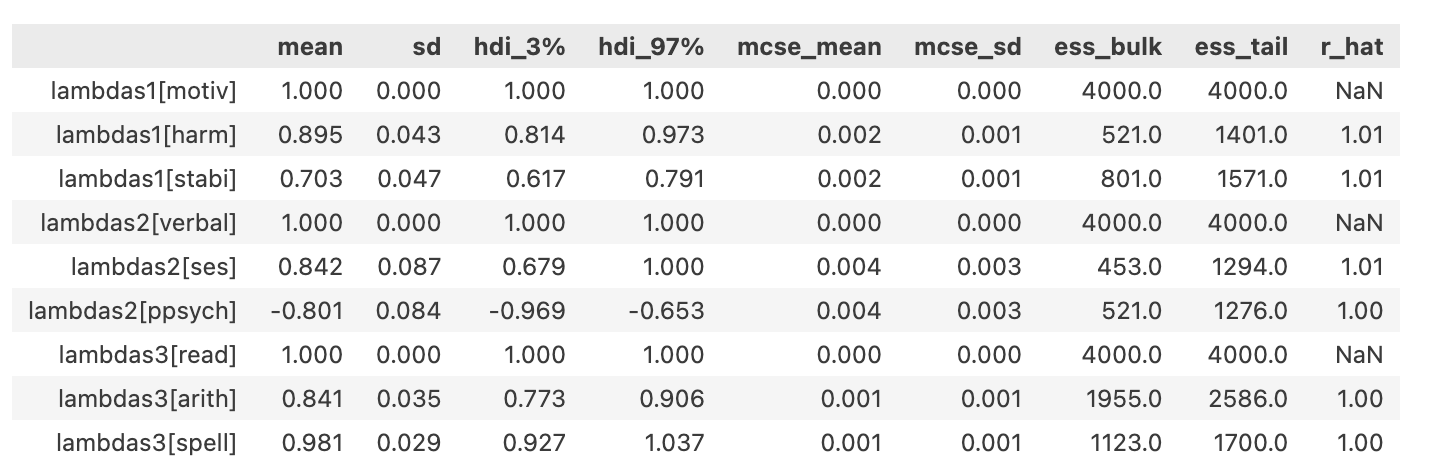 mean sd hdi_3% hdi_97% mcse_mean mcse_sd ess_bulk ess_tail r_hat
lambdas1[motiv] 1.000 0.000 1.000 1.000 0.000 0.000 4000.0 4000.0 NaN
lambdas1[harm] 0.895 0.043 0.814 0.973 0.002 0.001 521.0 1401.0 1.01
lambdas1[stabi] 0.703 0.047 0.617 0.791 0.002 0.001 801.0 1571.0 1.01
lambdas2[verbal] 1.000 0.000 1.000 1.000 0.000 0.000 4000.0 4000.0 NaN
lambdas2[ses] 0.842 0.087 0.679 1.000 0.004 0.003 453.0 1294.0 1.01
lambdas2[ppsych] -0.801 0.084 -0.969 -0.653 0.004 0.003 521.0 1276.0 1.00
lambdas3[read] 1.000 0.000 1.000 1.000 0.000 0.000 4000.0 4000.0 NaN
lambdas3[arith] 0.841 0.035 0.773 0.906 0.001 0.001 1955.0 2586.0 1.00
lambdas3[spell] 0.981 0.029 0.927 1.037 0.001 0.001 1123.0 1700.0 1.00